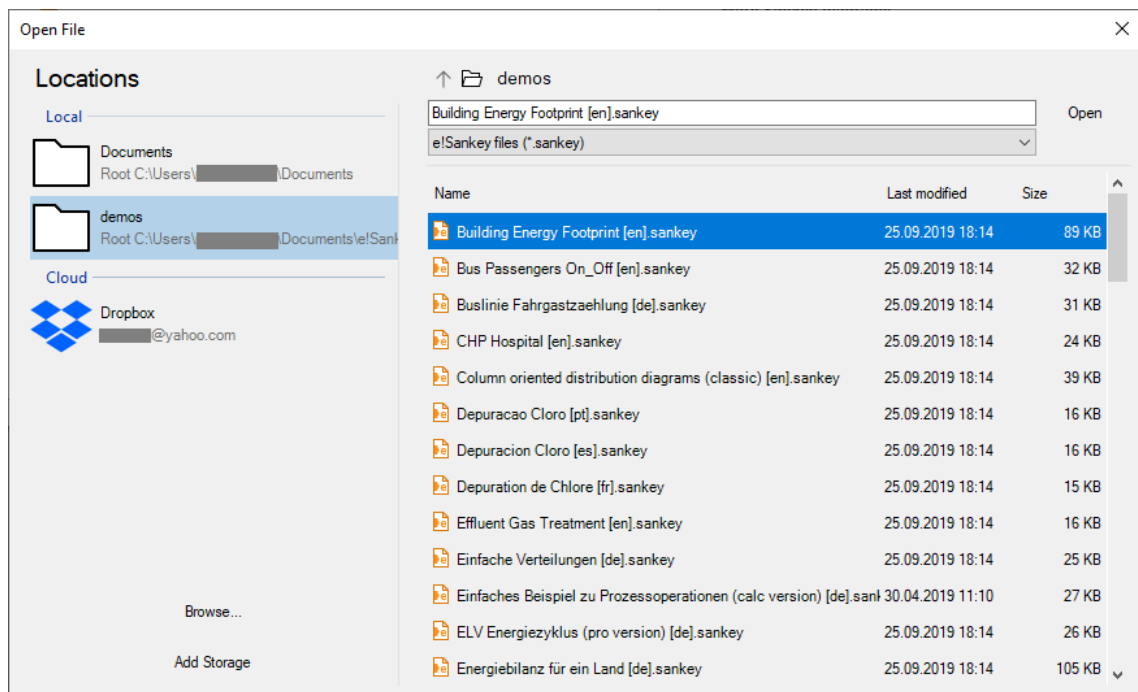 Open File
Locations
Local
Documents
Root C:\Users\ \Documents
demos
Root C:\Users\ \Documents\e!Sank
Cloud
Dropbox
@yahoo.com
Browse...
Add Storage
demos
Building Energy Footprint [en].sankey
Open
e!Sankey files (*.sankey)
Name Last modified Size
Building Energy Footprint [en].sankey 25.09.2019 18:14 89 KB
Bus Passengers On_Off [en].sankey 25.09.2019 18:14 32 KB
Buslinie Fahrgastzaehlung [de].sankey 25.09.2019 18:14 31 KB
CHP Hospital [en].sankey 25.09.2019 18:14 24 KB
Column oriented distribution diagrams (classic) [en].sankey 25.09.2019 18:14 39 KB
Depuracao Cloro [pt].sankey 25.09.2019 18:14 16 KB
Depuracion Cloro [es].sankey 25.09.2019 18:14 16 KB
Depuration de Chlore [fr].sankey 25.09.2019 18:14 15 KB
Effluent Gas Treatment [en].sankey 25.09.2019 18:14 16 KB
Einfache Verteilungen [de].sankey 25.09.2019 18:14 25 KB
Einfaches Beispiel zu Prozessoperationen (calc version) [de].sank 30.04.2019 11:10 27 KB
ELV Energiezyklus (pro version) [de].sankey 25.09.2019 18:14 26 KB
Energiebilanz für ein Land [de].sankey 25.09.2019 18:14 105 KB